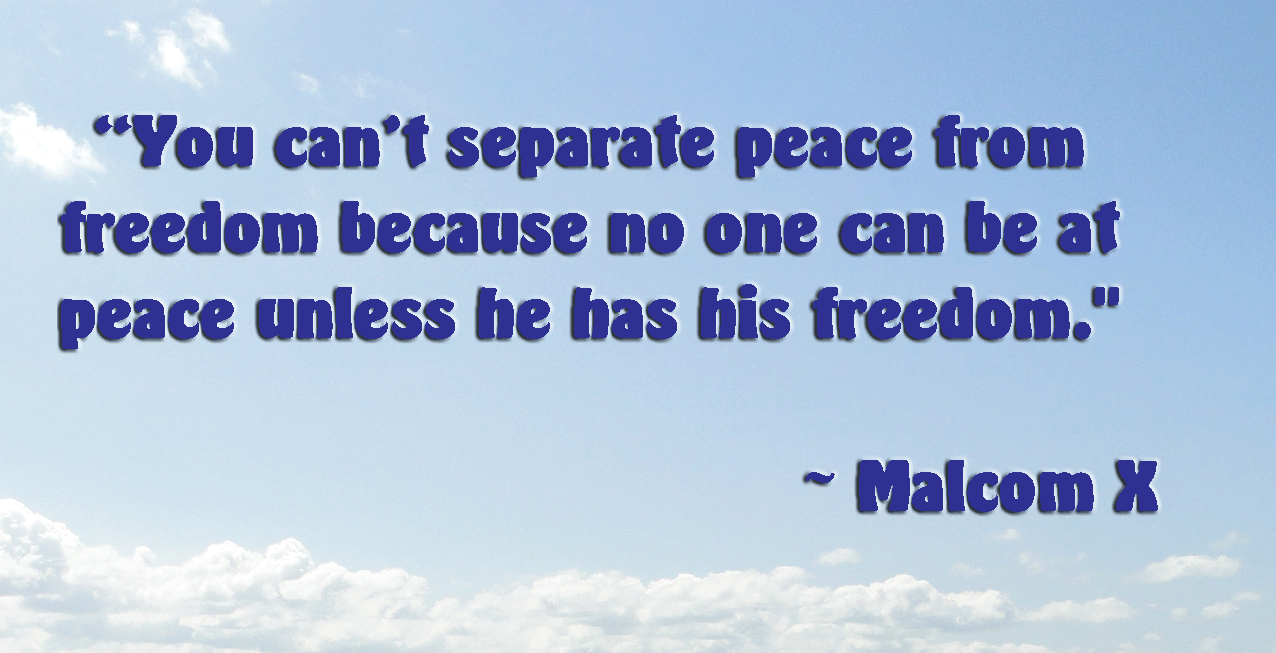 “You can’t separate peace from
freedom because no one can be at
peace unless he has his freedom."
~ Malcom X